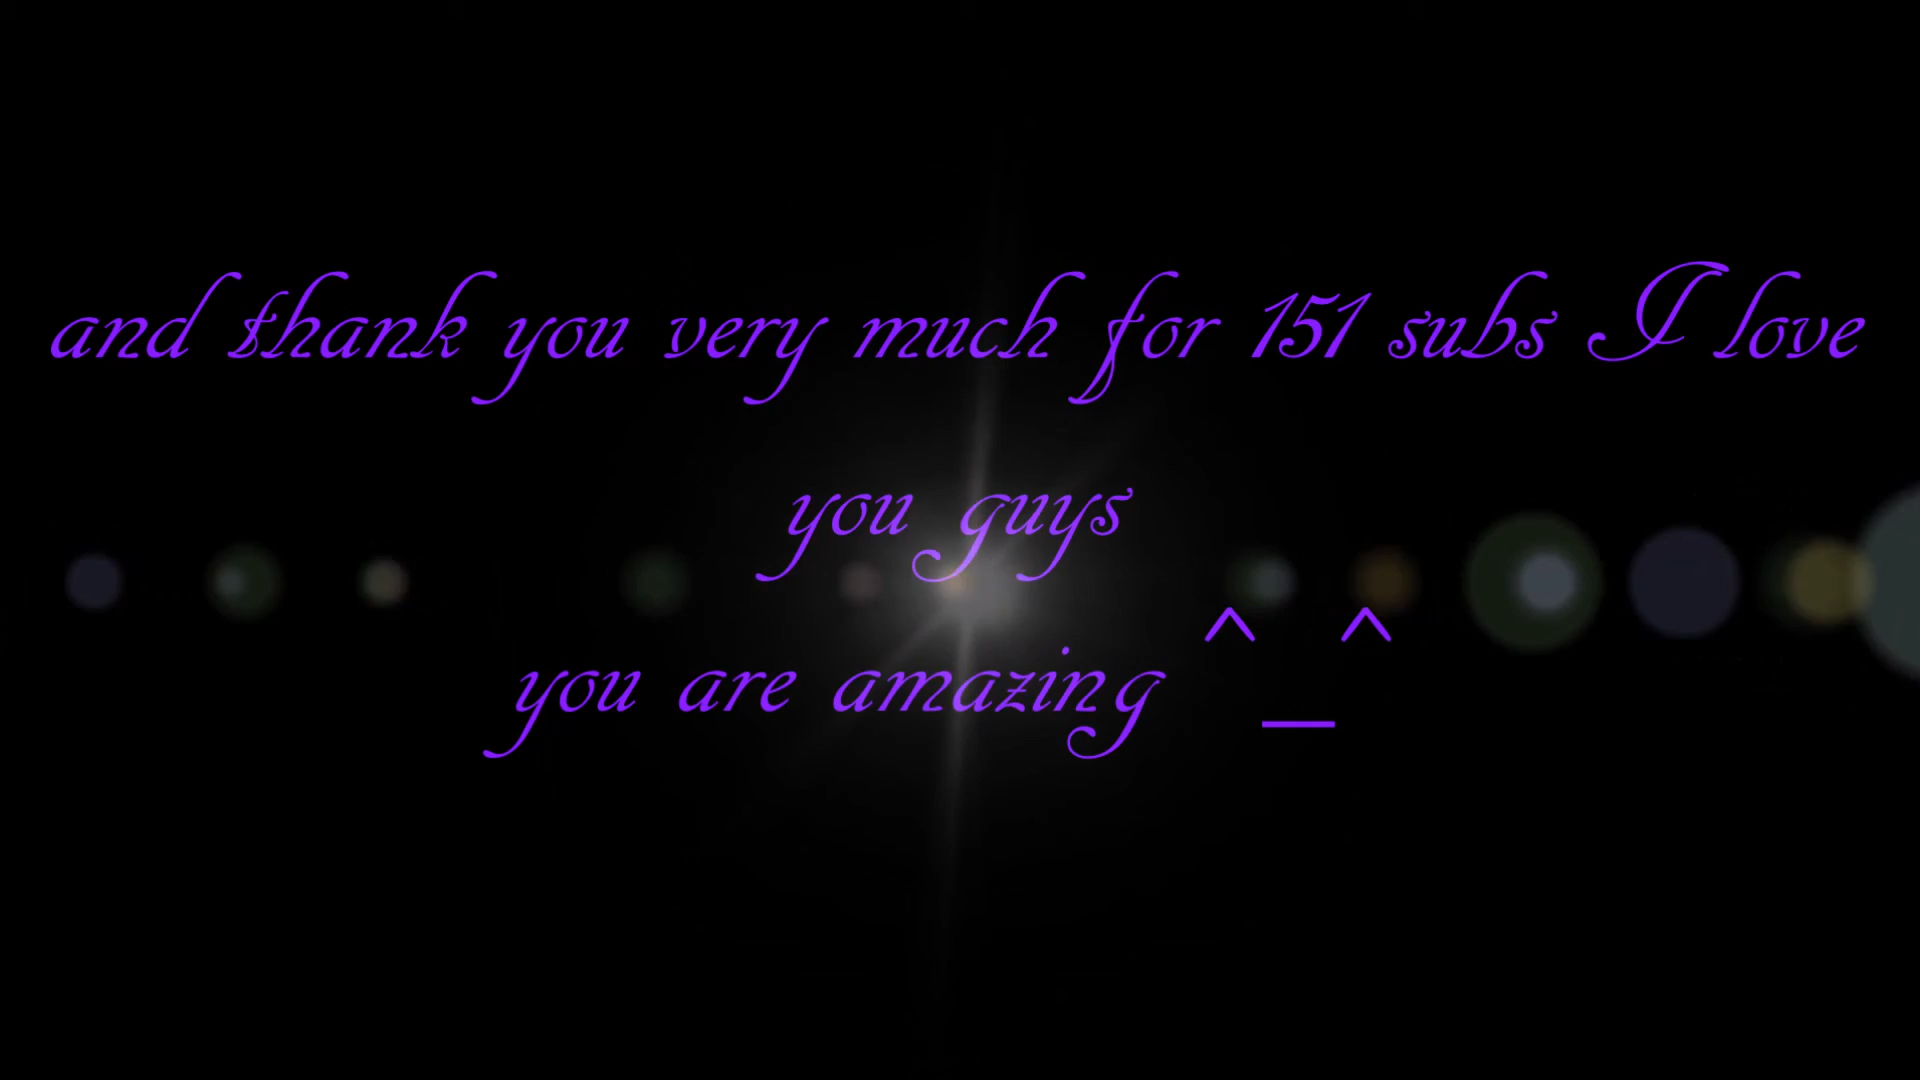 and thank you very much for 151 subs I love
you guys
you are amazing ^_^